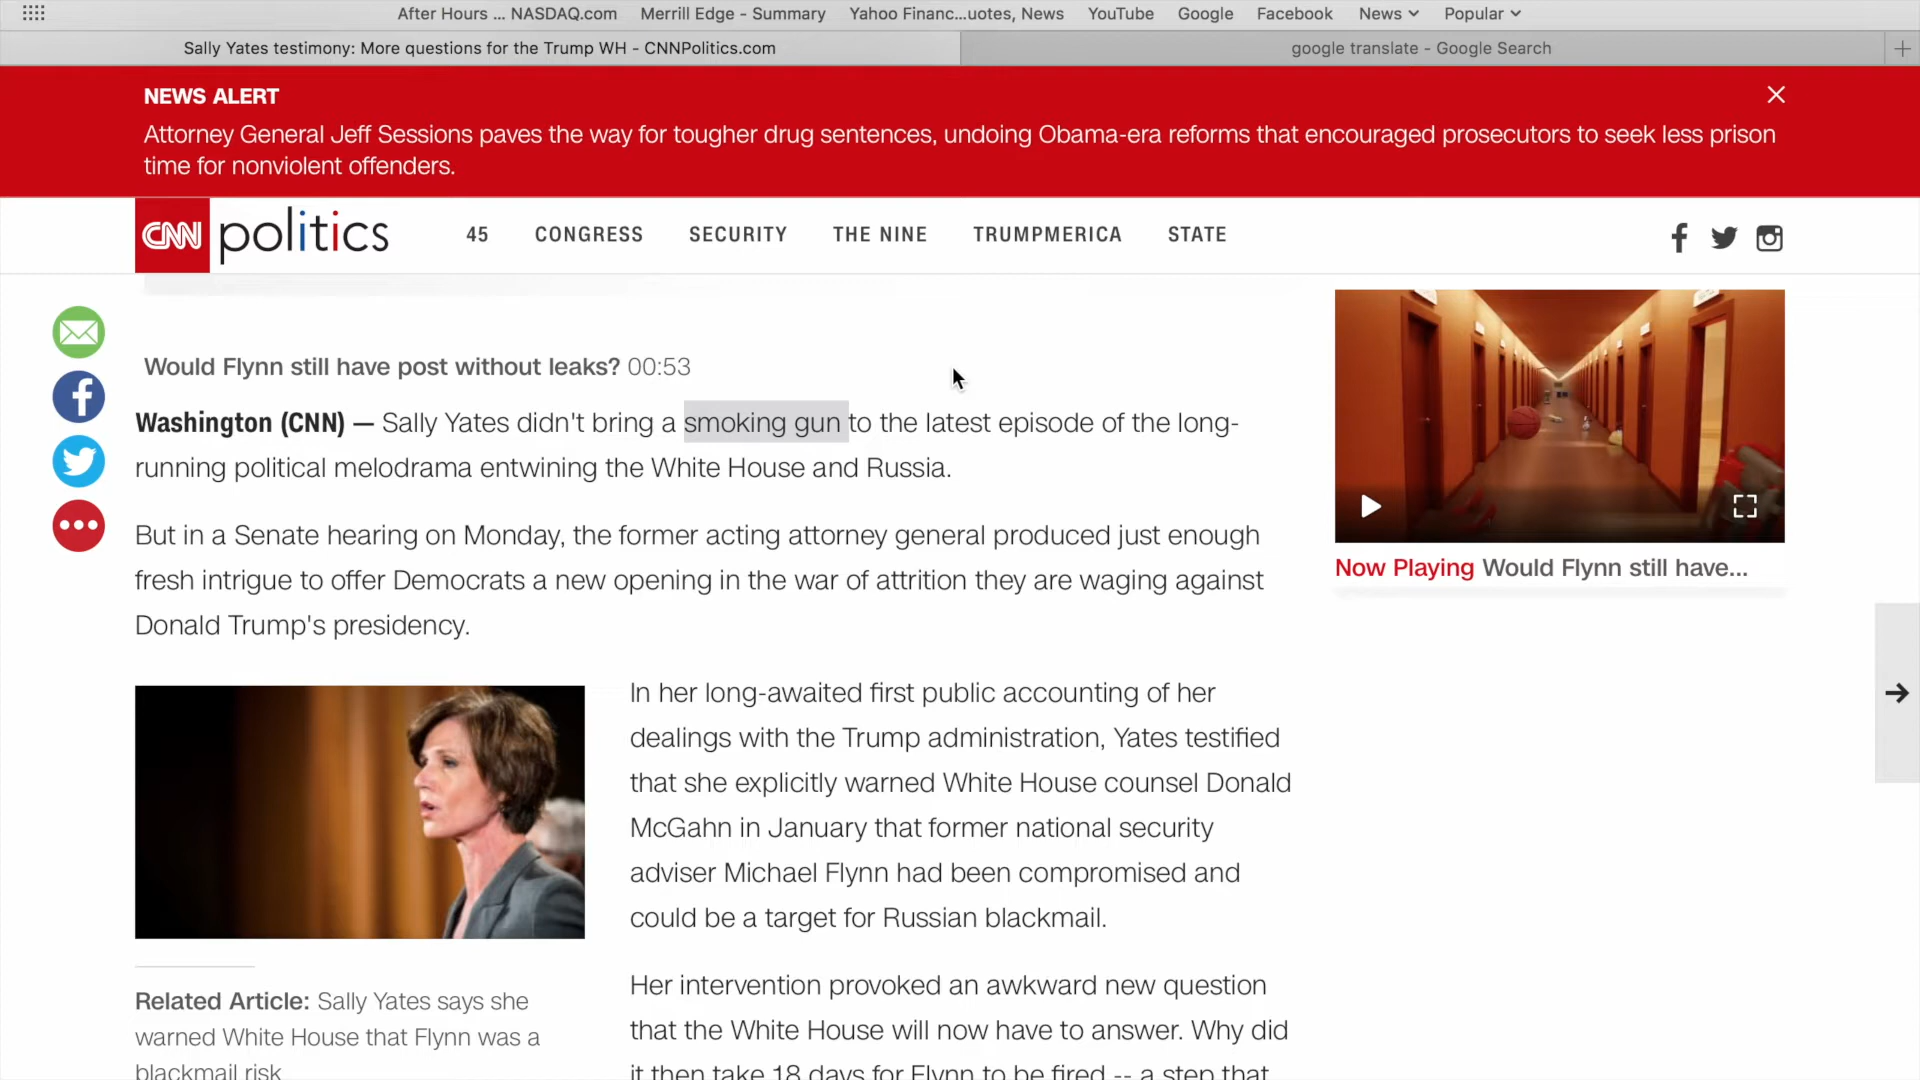 After Hours ... NASDAQ.com Merrill Edge - Summary Yahoo Financ...uotes, News YouTube Google Facebook News Popular
Sally Yates testimony: More questions for the Trump WH - CNNPolitics.com google translate - Google Search
NEWS ALERT
Attorney General Jeff Sessions paves the way for tougher drug sentences, undoing Obama-era reforms that encouraged prosecutors to seek less prison
time for nonviolent offenders.
CNN politics 45 CONGRESS SECURITY THE NINE TRUMPMERICA STATE
Would Flynn still have post without leaks? 00:53
Washington (CNN) — Sally Yates didn't bring a smoking gun to the latest episode of the long-
running political melodrama entwining the White House and Russia.
But in a Senate hearing on Monday, the former acting attorney general produced just enough
fresh intrigue to offer Democrats a new opening in the war of attrition they are waging against
Donald Trump's presidency.
Now Playing Would Flynn still have...
In her long-awaited first public accounting of her
dealings with the Trump administration, Yates testified
that she explicitly warned White House counsel Donald
McGahn in January that former national security
adviser Michael Flynn had been compromised and
could be a target for Russian blackmail.
Related Article: Sally Yates says she
warned White House that Flynn was a
blackmail risk
Her intervention provoked an awkward new question
that the White House will now have to answer. Why did
it then take 18 days for Flynn to be fired -- a step that